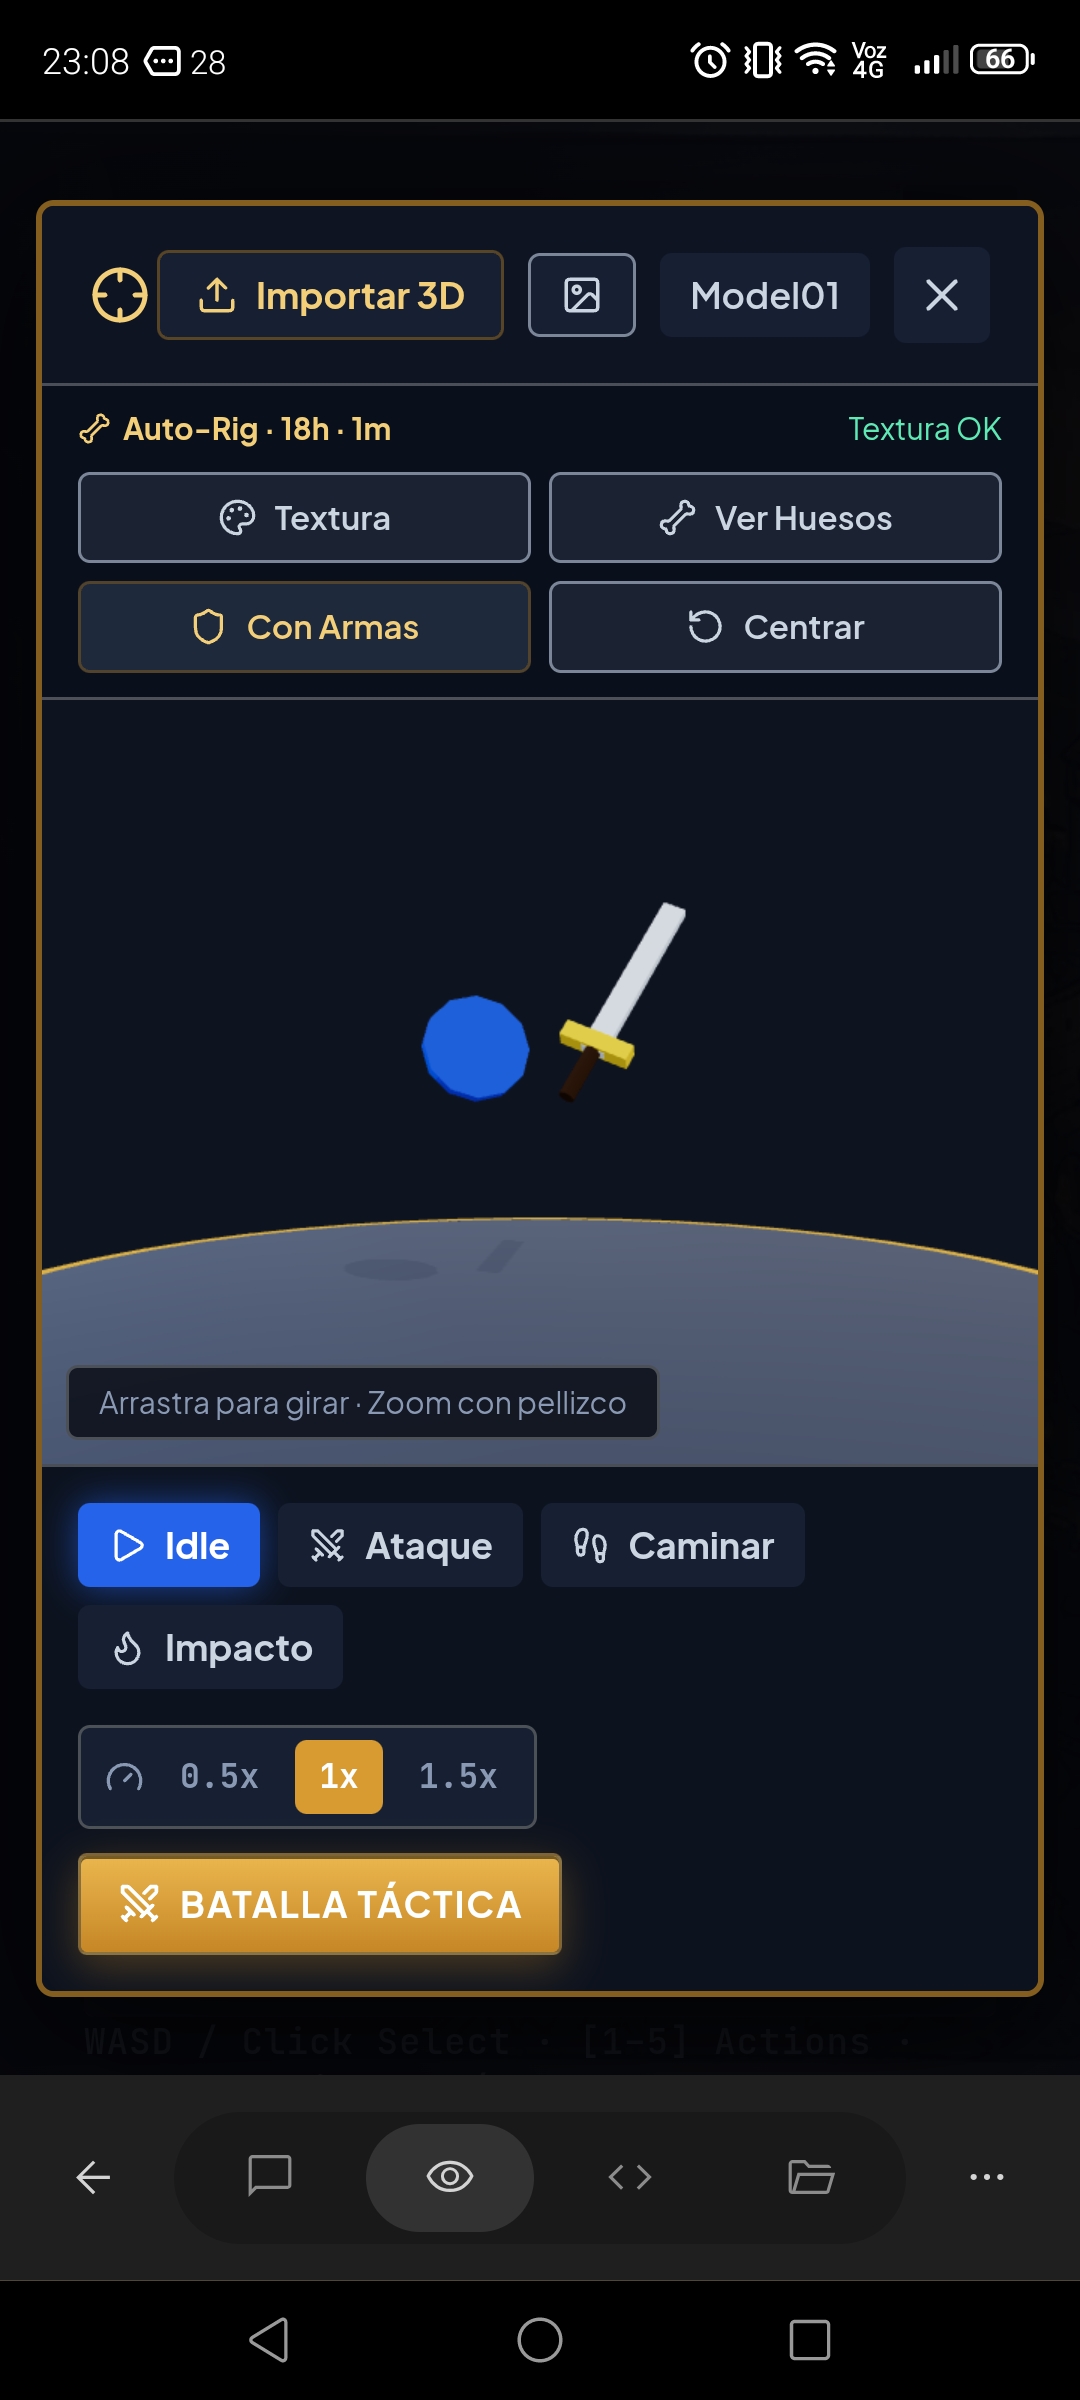 23:08 28 Voz 4G 66
Importar 3D Model01
Auto-Rig · 18h · 1m Textura OK
Textura Ver Huesos
Con Armas Centrar
Arrastra para girar · Zoom con pellizco
Idle Ataque Caminar
Impacto
0.5x 1x 1.5x
BATALLA TÁCTICA
WASD / Click Select · [1-5] Actions ·